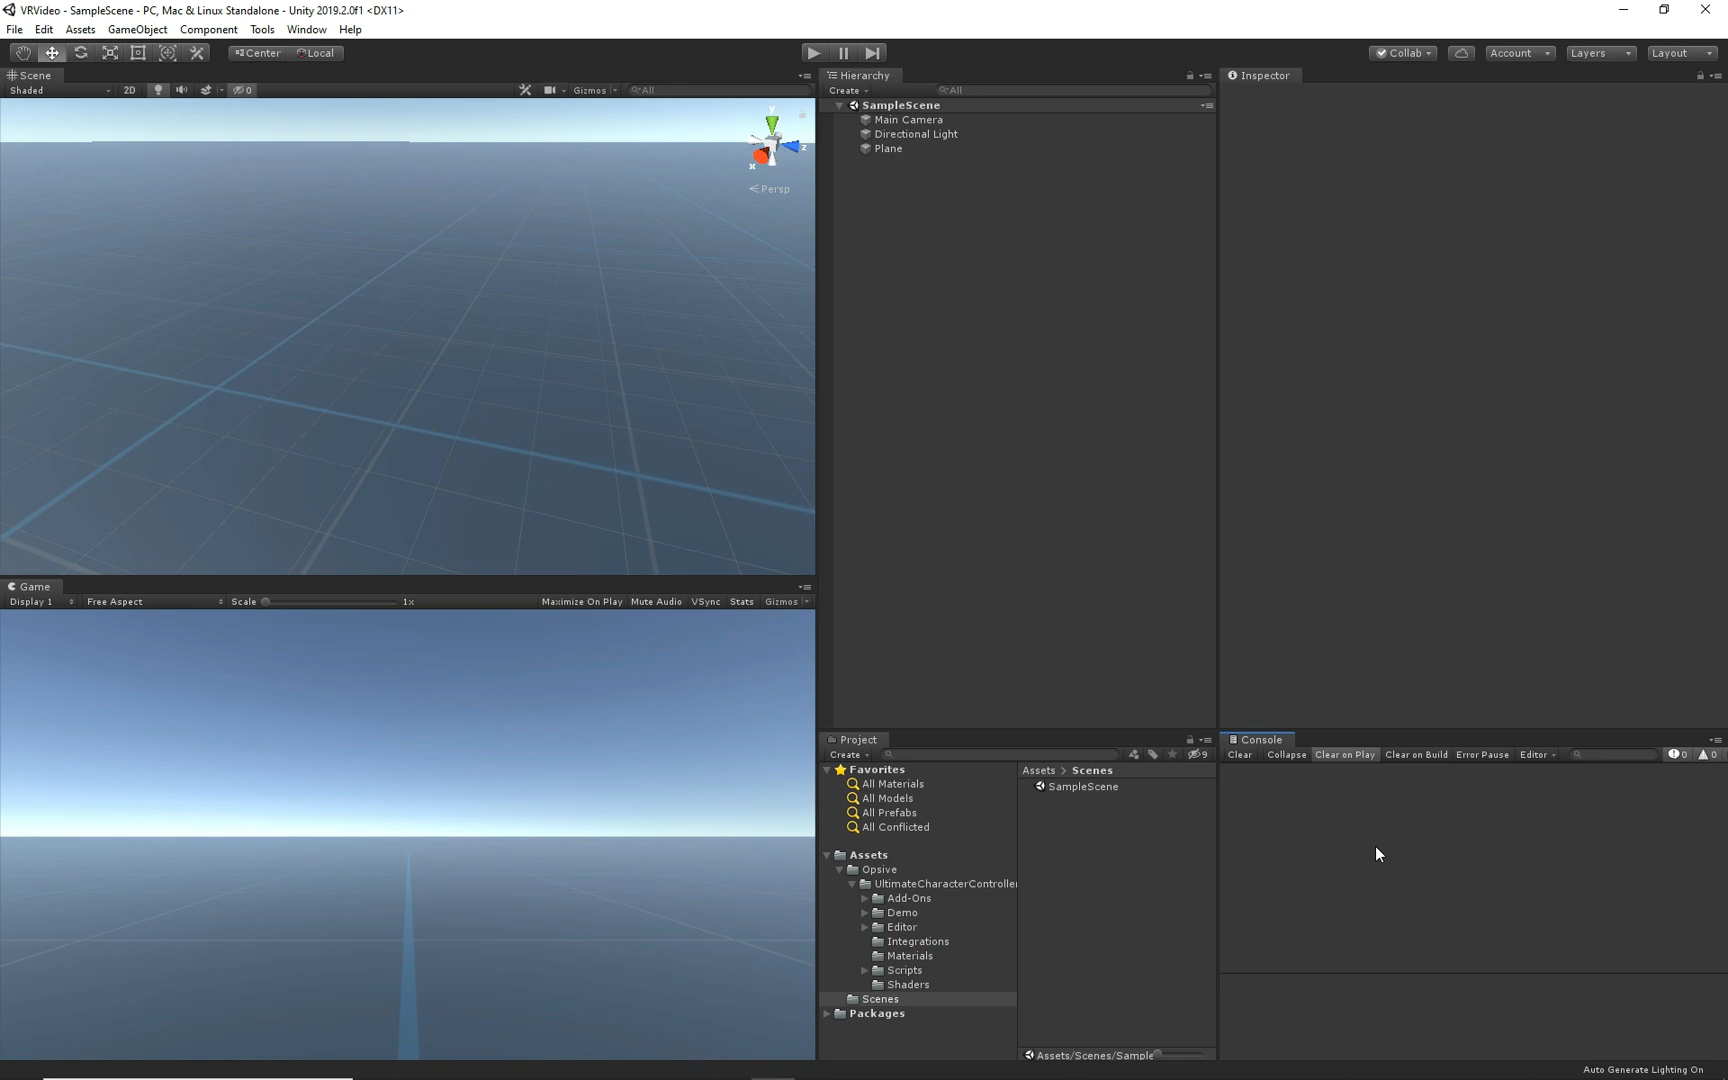 VRVideo - SampleScene - PC, Mac & Linux Standalone - Unity 2019.2.0f1 <DX11>
File Edit Assets GameObject Component Tools Window Help
Center Local
Collab Account Layers Layout
Scene
Shaded 2D 0 Gizmos All
y
z
x
Persp
Hierarchy
Create All
SampleScene
Main Camera
Directional Light
Plane
Inspector
Game
Display 1 Free Aspect Scale 1x Maximize On Play Mute Audio VSync Stats Gizmos
Project
Create 9
Favorites
All Materials
All Models
All Prefabs
All Conflicted
Assets
Opsive
UltimateCharacterController
Add-Ons
Demo
Editor
Integrations
Materials
Scripts
Shaders
Scenes
Packages
Assets > Scenes
SampleScene
Assets/Scenes/Sample
Console
Clear Collapse Clear on Play Clear on Build Error Pause Editor 0 0
Auto Generate Lighting On